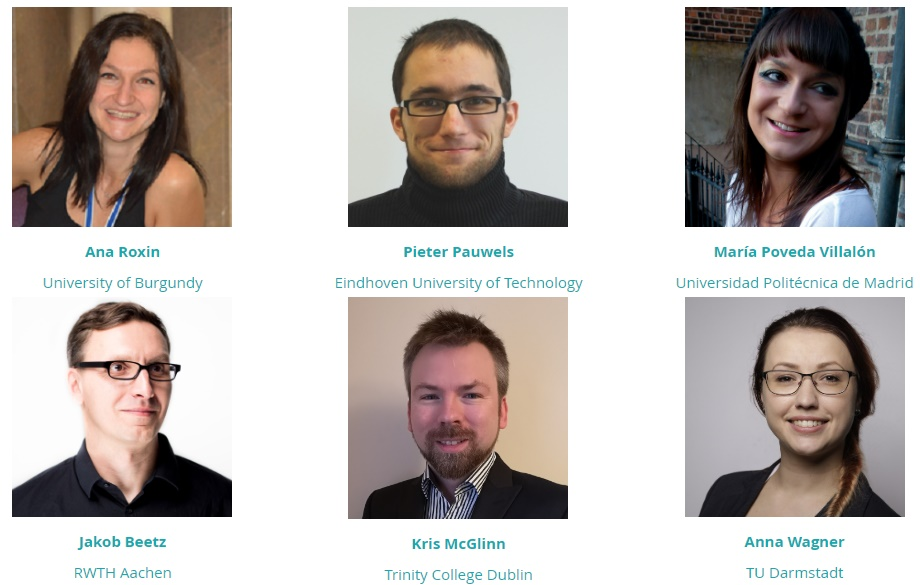 Ana Roxin
University of Burgundy
Pieter Pauwels
Eindhoven University of Technology
María Poveda Villalón
Universidad Politécnica de Madrid
Jakob Beetz
RWTH Aachen
Kris McGlinn
Trinity College Dublin
Anna Wagner
TU Darmstadt